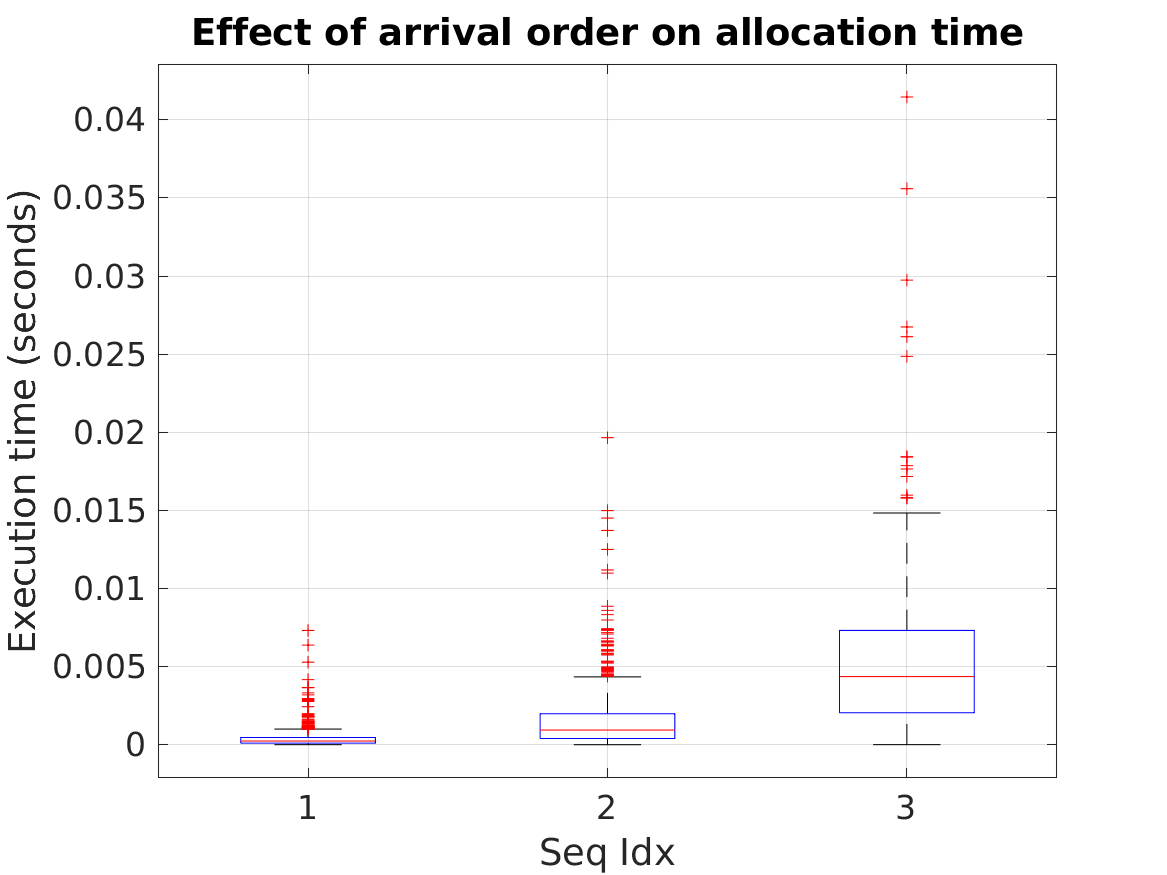 Effect of arrival order on allocation time
Execution time (seconds)
0.04
0.035
0.03
0.025
0.02
0.015
0.01
0.005
0
1 2 3
Seq Idx